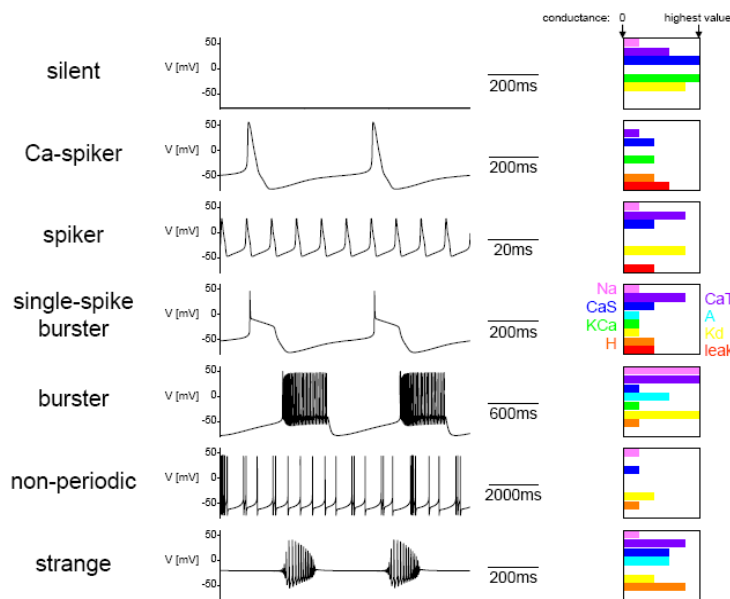 conductance: 0 highest value
50
silent V [mV] 0
-50
200ms
50
Ca-spiker V [mV] 0
-50
200ms
50
spiker V [mV] 0
-50
20ms
50
single-spike burster V [mV] 0
-50
200ms
Na
CaS CaT
KCa A
Kd
H leak
50
burster V [mV] 0
-50
600ms
50
non-periodic V [mV] 0
-50
2000ms
50
strange V [mV] 0
-50
200ms